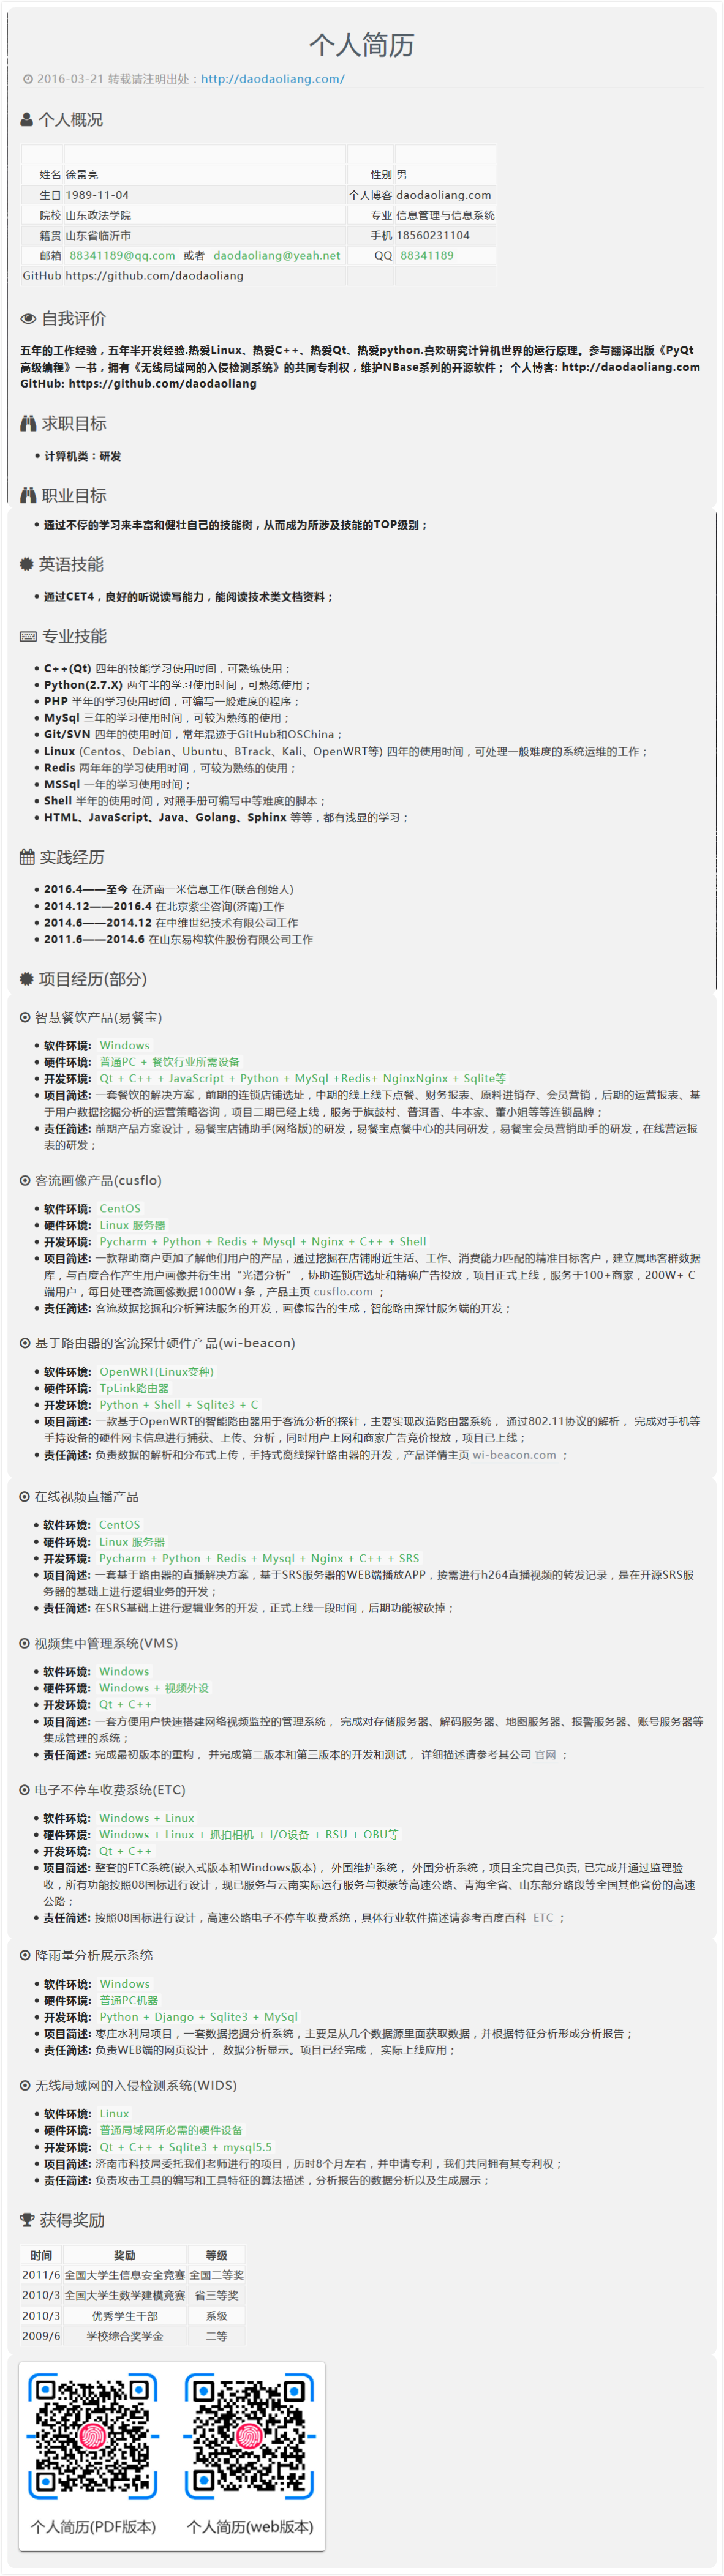 个人简历
2016-03-21 转载请注明出处：http://daodaoliang.com/
个人概况
姓名 徐景亮 性别 男
生日 1989-11-04 个人博客 daodaoliang.com
院校 山东政法学院 专业 信息管理与信息系统
籍贯 山东省临沂市 手机 18560231104
邮箱 88341189@qq.com 或者 daodaoliang@yeah.net QQ 88341189
GitHub https://github.com/daodaoliang
自我评价
五年的工作经验，五年半开发经验.热爱Linux、热爱C++、热爱Qt、热爱python.喜欢研究计算机世界的运行原理。参与翻译出版《PyQt
高级编程》一书，拥有《无线局域网的入侵检测系统》的共同专利权，维护NBase系列的开源软件； 个人博客: http://daodaoliang.com
GitHub: https://github.com/daodaoliang
求职目标
• 计算机类：研发
职业目标
• 通过不停的学习来丰富和健壮自己的技能树，从而成为所涉及技能的TOP级别；
英语技能
• 通过CET4，良好的听说读写能力，能阅读技术类文档资料；
专业技能
• C++(Qt) 四年的技能学习使用时间，可熟练使用；
• Python(2.7.X) 两年半的学习使用时间，可熟练使用；
• PHP 半年的学习使用时间，可编写一般难度的程序；
• MySql 三年的学习使用时间，可较为熟练的使用；
• Git/SVN 四年的使用时间，常年混迹于GitHub和OSChina；
• Linux (Centos、Debian、Ubuntu、BTrack、Kali、OpenWRT等) 四年的使用时间，可处理一般难度的系统运维的工作；
• Redis 两年年的学习使用时间，可较为熟练的使用；
• MSSql 一年的学习使用时间；
• Shell 半年的使用时间，对照手册可编写中等难度的脚本；
• HTML、JavaScript、Java、Golang、Sphinx 等等，都有浅显的学习；
实践经历
• 2016.4——至今 在济南一米信息工作(联合创始人)
• 2014.12——2016.4 在北京紫尘咨询(济南)工作
• 2014.6——2014.12 在中维世纪技术有限公司工作
• 2011.6——2014.6 在山东易构软件股份有限公司工作
项目经历(部分)
智慧餐饮产品(易餐宝)
• 软件环境: Windows
• 硬件环境: 普通PC + 餐饮行业所需设备
• 开发环境: Qt + C++ + JavaScript + Python + MySql +Redis+ NginxNginx + Sqlite等
• 项目简述: 一套餐饮的解决方案，前期的连锁店铺选址，中期的线上线下点餐、财务报表、原料进销存、会员营销，后期的运营报表、基
于用户数据挖掘分析的运营策略咨询，项目二期已经上线，服务于旗鼓村、普洱香、牛本家、董小姐等等连锁品牌；
• 责任简述: 前期产品方案设计，易餐宝店铺助手(网络版)的研发，易餐宝点餐中心的共同研发，易餐宝会员营销助手的研发，在线营运报
表的研发；
客流画像产品(cusflo)
• 软件环境: CentOS
• 硬件环境: Linux 服务器
• 开发环境: Pycharm + Python + Redis + Mysql + Nginx + C++ + Shell
• 项目简述: 一款帮助商户更加了解他们用户的产品，通过挖掘在店铺附近生活、工作、消费能力匹配的精准目标客户，建立属地客群数据
库，与百度合作产生用户画像并衍生出“光谱分析”，协助连锁店选址和精确广告投放，项目正式上线，服务于100+商家，200W+ C
端用户，每日处理客流画像数据1000W+条，产品主页 cusflo.com ；
• 责任简述: 客流数据挖掘和分析算法服务的开发，画像报告的生成，智能路由探针服务端的开发；
基于路由器的客流探针硬件产品(wi-beacon)
• 软件环境: OpenWRT(Linux变种)
• 硬件环境: TpLink路由器
• 开发环境: Python + Shell + Sqlite3 + C
• 项目简述: 一款基于OpenWRT的智能路由器用于客流分析的探针，主要实现改造路由器系统， 通过802.11协议的解析， 完成对手机等
手持设备的硬件网卡信息进行捕获、上传、分析，同时用户上网和商家广告竞价投放，项目已上线；
• 责任简述: 负责数据的解析和分布式上传，手持式离线探针路由器的开发，产品详情主页 wi-beacon.com ；
在线视频直播产品
• 软件环境: CentOS
• 硬件环境: Linux 服务器
• 开发环境: Pycharm + Python + Redis + Mysql + Nginx + C++ + SRS
• 项目简述: 一套基于路由器的直播解决方案，基于SRS服务器的WEB端播放APP，按需进行h264直播视频的转发记录，是在开源SRS服
务器的基础上进行逻辑业务的开发；
• 责任简述: 在SRS基础上进行逻辑业务的开发，正式上线一段时间，后期功能被砍掉；
视频集中管理系统(VMS)
• 软件环境: Windows
• 硬件环境: Windows + 视频外设
• 开发环境: Qt + C++
• 项目简述: 一套方便用户快速搭建网络视频监控的管理系统， 完成对存储服务器、解码服务器、地图服务器、报警服务器、账号服务器等
集成管理的系统；
• 责任简述: 完成最初版本的重构， 并完成第二版本和第三版本的开发和测试， 详细描述请参考其公司 官网 ；
电子不停车收费系统(ETC)
• 软件环境: Windows + Linux
• 硬件环境: Windows + Linux + 抓拍相机 + I/O设备 + RSU + OBU等
• 开发环境: Qt + C++
• 项目简述: 整套的ETC系统(嵌入式版本和Windows版本)， 外围维护系统， 外围分析系统，项目全完自己负责, 已完成并通过监理验
收，所有功能按照08国标进行设计，现已服务与云南实际运行服务与锁蒙等高速公路、青海全省、山东部分路段等全国其他省份的高速
公路；
• 责任简述: 按照08国标进行设计，高速公路电子不停车收费系统，具体行业软件描述请参考百度百科 ETC ；
降雨量分析展示系统
• 软件环境: Windows
• 硬件环境: 普通PC机器
• 开发环境: Python + Django + Sqlite3 + MySql
• 项目简述: 枣庄水利局项目，一套数据挖掘分析系统，主要是从几个数据源里面获取数据，并根据特征分析形成分析报告；
• 责任简述: 负责WEB端的网页设计， 数据分析显示。项目已经完成， 实际上线应用；
无线局域网的入侵检测系统(WIDS)
• 软件环境: Linux
• 硬件环境: 普通局域网所必需的硬件设备
• 开发环境: Qt + C++ + Sqlite3 + mysql5.5
• 项目简述: 济南市科技局委托我们老师进行的项目，历时8个月左右，并申请专利，我们共同拥有其专利权；
• 责任简述: 负责攻击工具的编写和工具特征的算法描述，分析报告的数据分析以及生成展示；
获得奖励
时间 奖励 等级
2011/6 全国大学生信息安全竞赛 全国二等奖
2010/3 全国大学生数学建模竞赛 省三等奖
2010/3 优秀学生干部 系级
2009/6 学校综合奖学金 二等
个人简历(PDF版本) 个人简历(web版本)